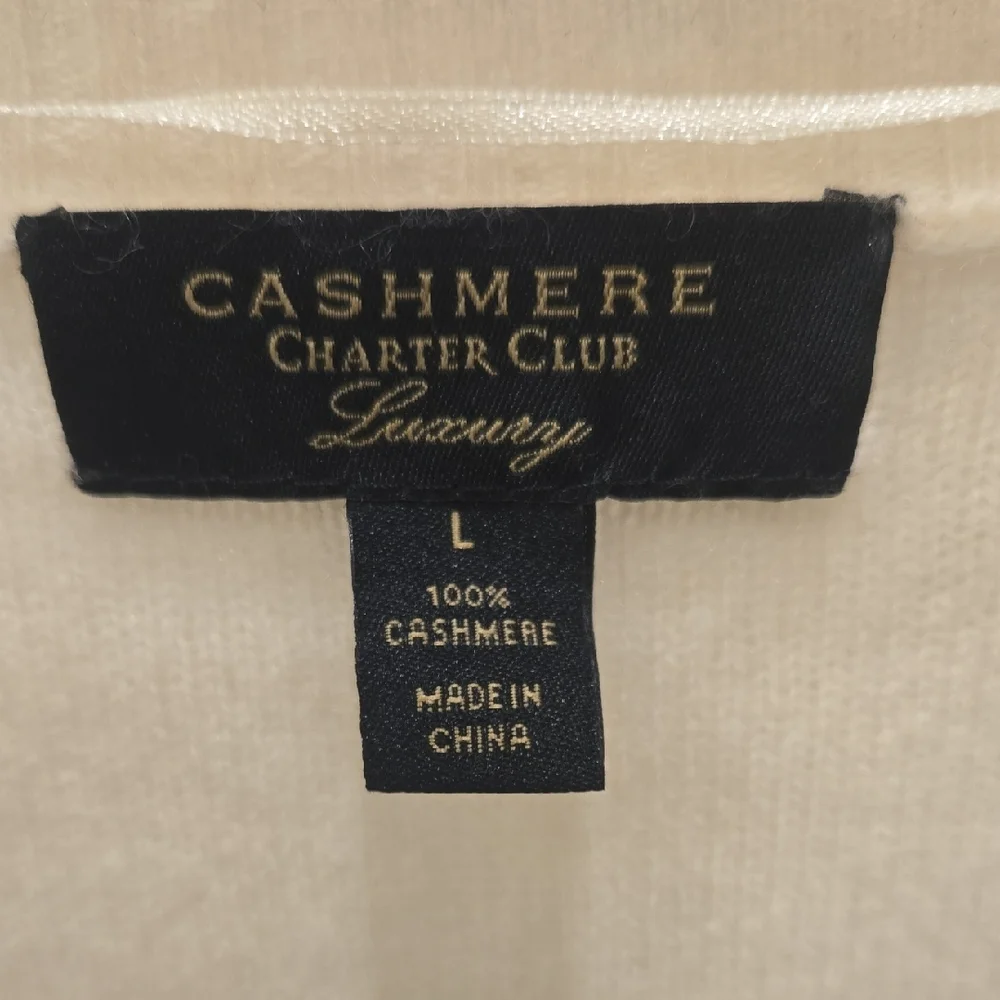 CASHMERE
CHARTER CLUB
Luxury
L
100%
CASHMERE
MADE IN
CHINA